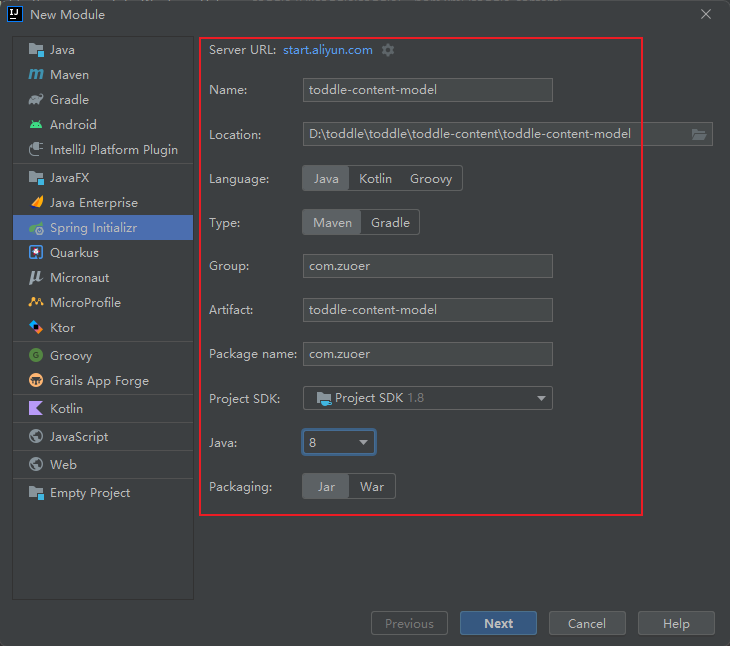 New Module
Java
Maven
Gradle
Android
IntelliJ Platform Plugin
JavaFX
Java Enterprise
Spring Initializr
Quarkus
Micronaut
MicroProfile
Ktor
Groovy
Grails App Forge
Kotlin
JavaScript
Web
Empty Project
Server URL: start.aliyun.com
Name: toddle-content-model
Location: D:\toddle\toddle\toddle-content\toddle-content-model
Language: Java Kotlin Groovy
Type: Maven Gradle
Group: com.zuoer
Artifact: toddle-content-model
Package name: com.zuoer
Project SDK: Project SDK 1.8
Java: 8
Packaging: Jar War
Previous Next Cancel Help